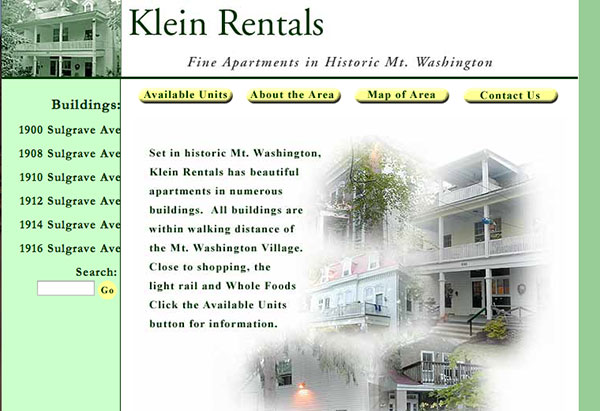 Klein Rentals
Fine Apartments in Historic Mt. Washington
Available Units
About the Area
Map of Area
Contact Us
Buildings:
1900 Sulgrave Ave
1908 Sulgrave Ave
1910 Sulgrave Ave
1912 Sulgrave Ave
1914 Sulgrave Ave
1916 Sulgrave Ave
Search:
Go
Set in historic Mt. Washington,
Klein Rentals has beautiful
apartments in numerous
buildings. All buildings are
within walking distance of
the Mt. Washington Village.
Close to shopping, the
light rail and Whole Foods
Click the Available Units
button for information.